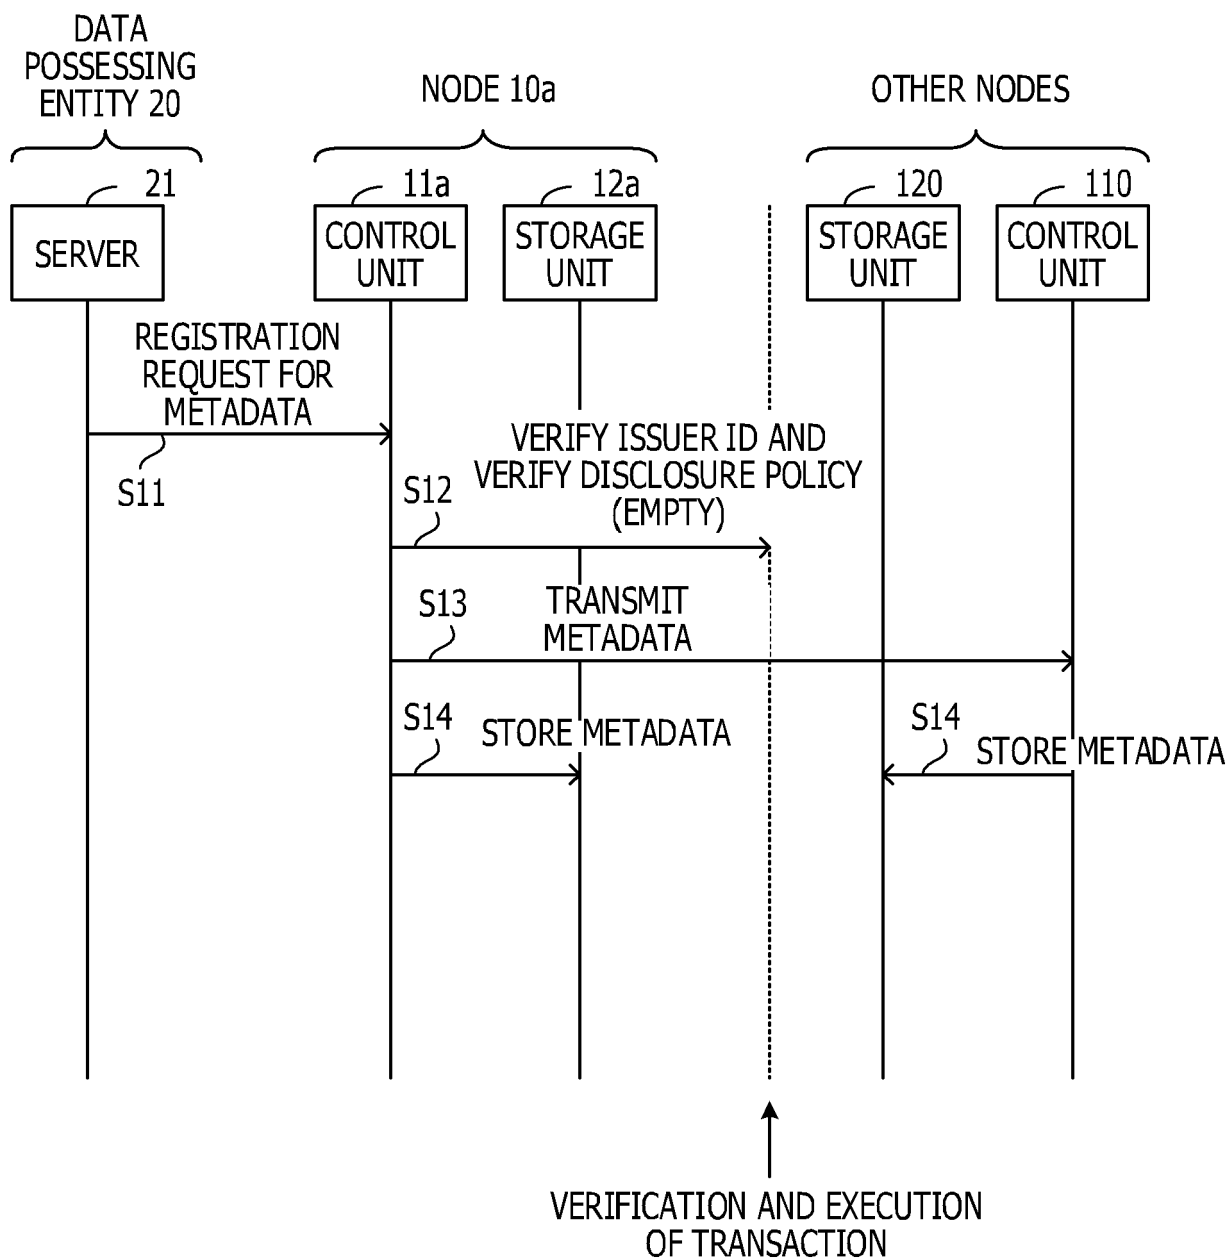 DATA
POSSESSING
ENTITY 20
NODE 10a
OTHER NODES
21
11a
12a
120
110
SERVER
CONTROL
UNIT
STORAGE
UNIT
STORAGE
UNIT
CONTROL
UNIT
REGISTRATION
REQUEST FOR
METADATA
S11
VERIFY ISSUER ID AND
VERIFY DISCLOSURE POLICY
(EMPTY)
S12
S13
TRANSMIT
METADATA
S14
STORE METADATA
S14
STORE METADATA
VERIFICATION AND EXECUTION
OF TRANSACTION